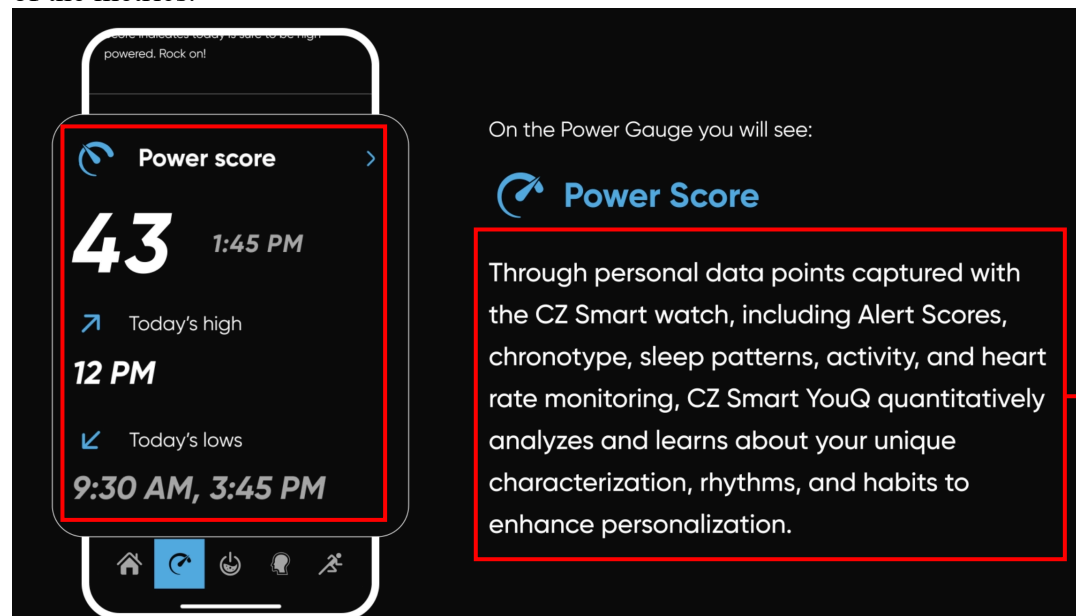 powered. Rock on!
Power score
43 1:45 PM
Today's high
12 PM
Today's lows
9:30 AM, 3:45 PM
On the Power Gauge you will see:
Power Score
Through personal data points captured with
the CZ Smart watch, including Alert Scores,
chronotype, sleep patterns, activity, and heart
rate monitoring, CZ Smart YouQ quantitatively
analyzes and learns about your unique
characterization, rhythms, and habits to
enhance personalization.